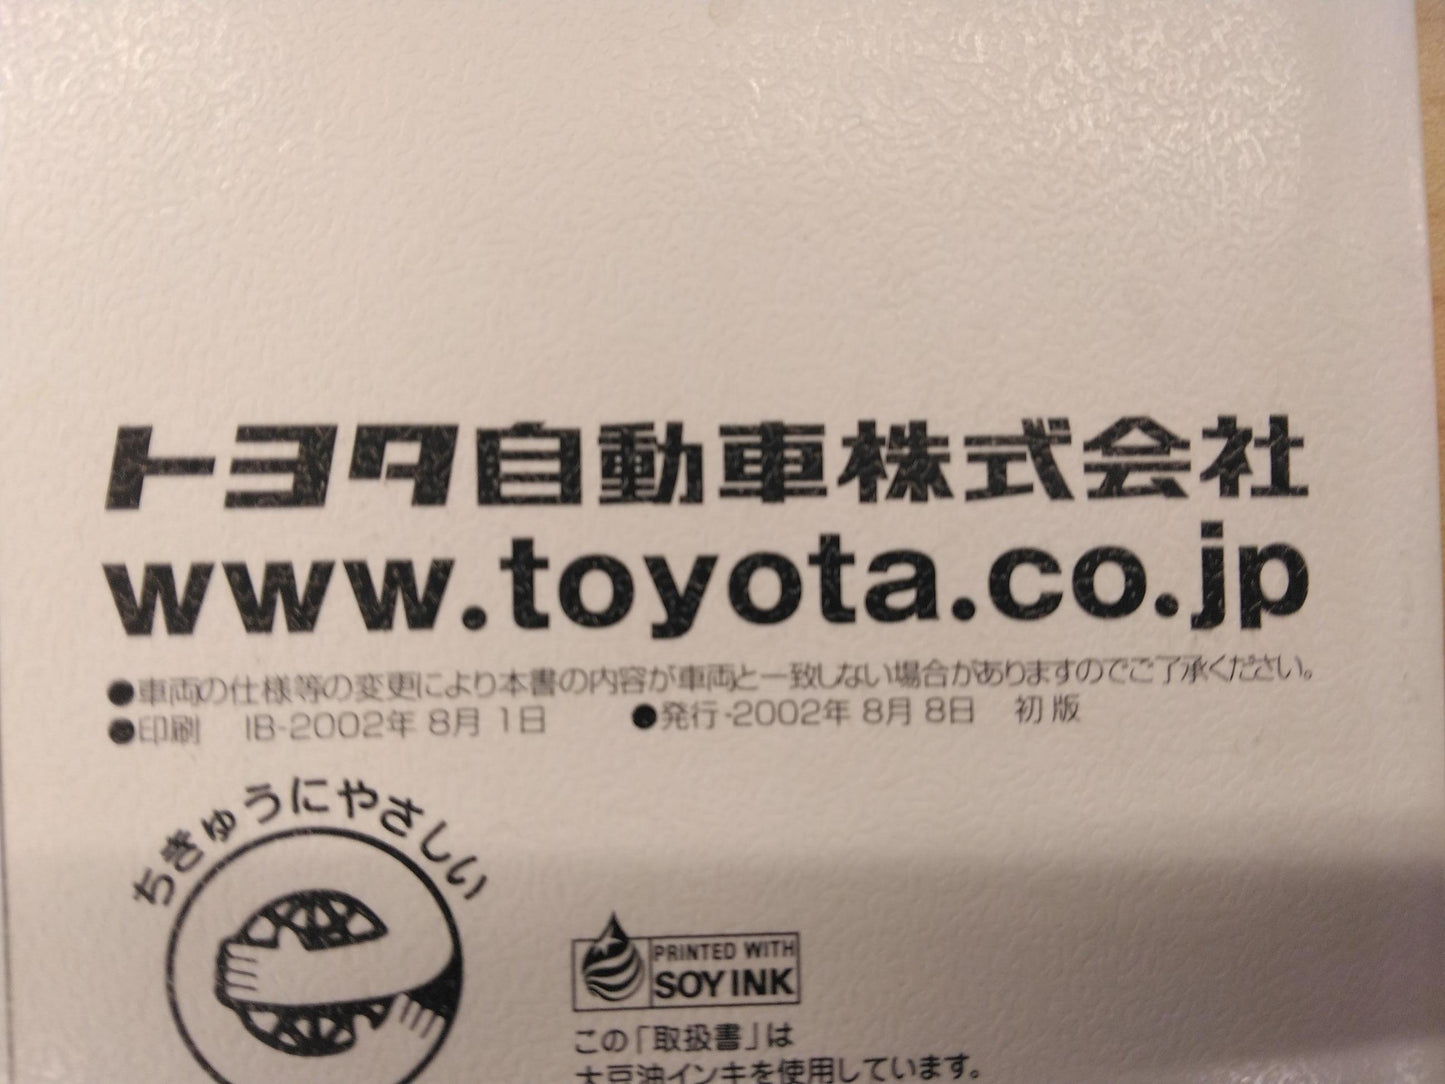 トヨタ自動車株式会社
www.toyota.co.jp
●車両の仕様等の変更により本書の内容が車両と一致しない場合がありますのでご了承ください。
●印刷 IB-2002年 8月 1日 ●発行-2002年 8月 8日 初版
ちきゅうにやさしい
PRINTED WITH
SOY INK
この「取扱書」は
大豆油インキを使用しています。